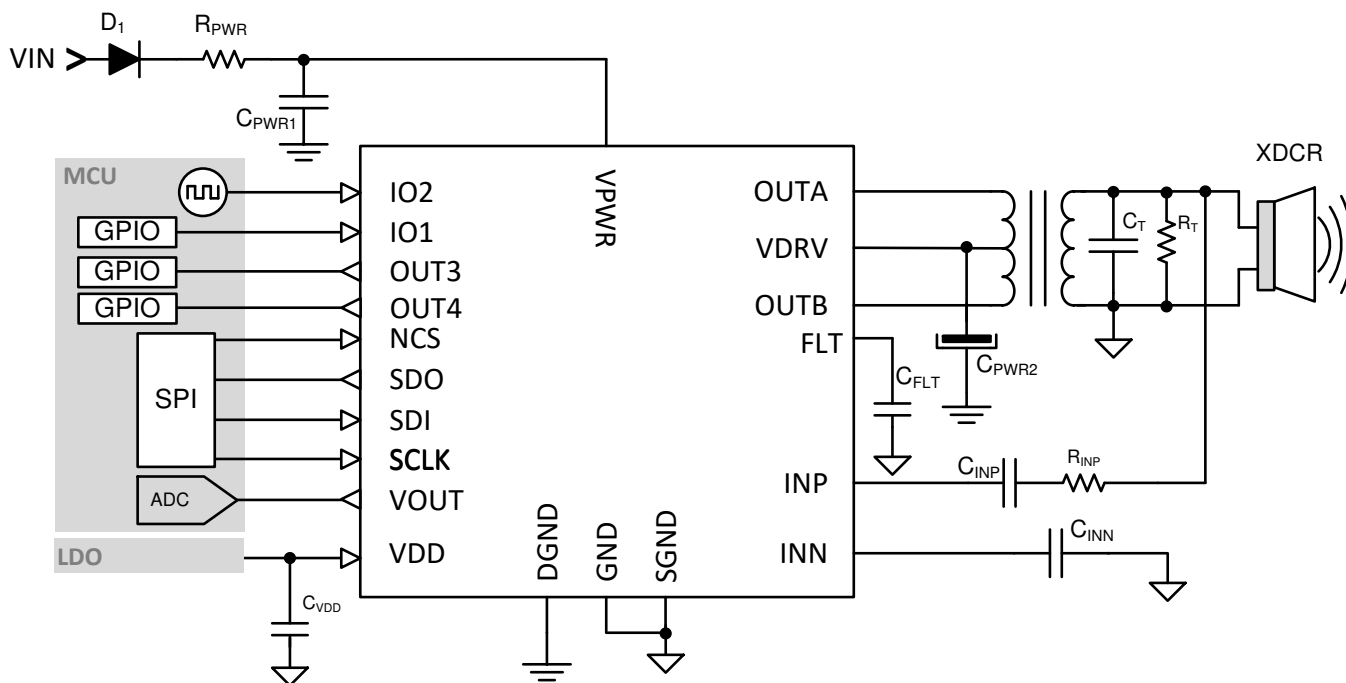 D1
RPWR
VIN
CPWR1
XDCR
MCU
IO2
VPWR
OUTA
GPIO
IO1
CT
RT
GPIO
OUT3
VDRV
GPIO
OUT4
OUTB
NCS
FLT
CPWR2
CFLT
SPI
SDO
SDI
SCLK
CINP
RINP
ADC
VOUT
INP
CINN
LDO
VDD
DGND
GND
SGND
INN
CVDD